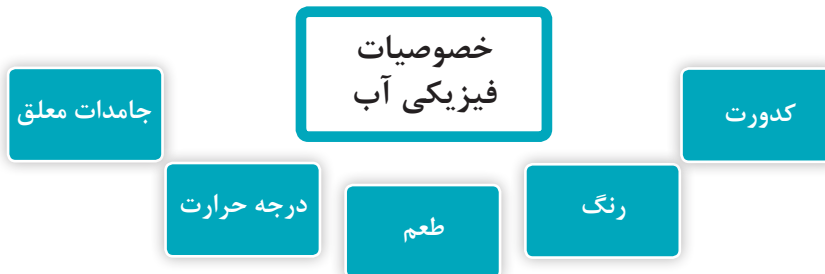 خصوصیات
فیزیکی آب
کدورت
رنگ
طعم
درجه حرارت
جامدات معلق